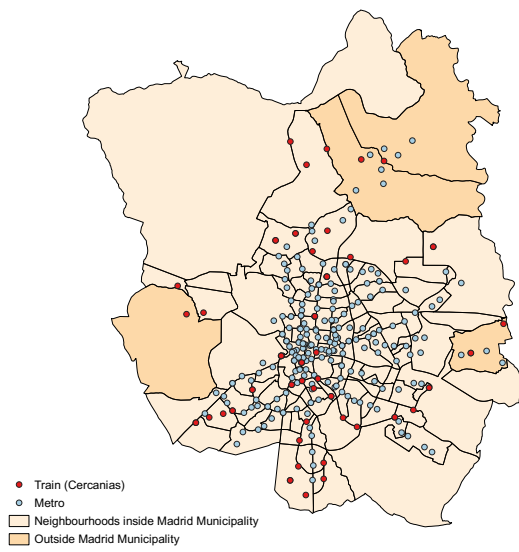 Train (Cercanias)
Metro
Neighbourhoods inside Madrid Municipality
Outside Madrid Municipality